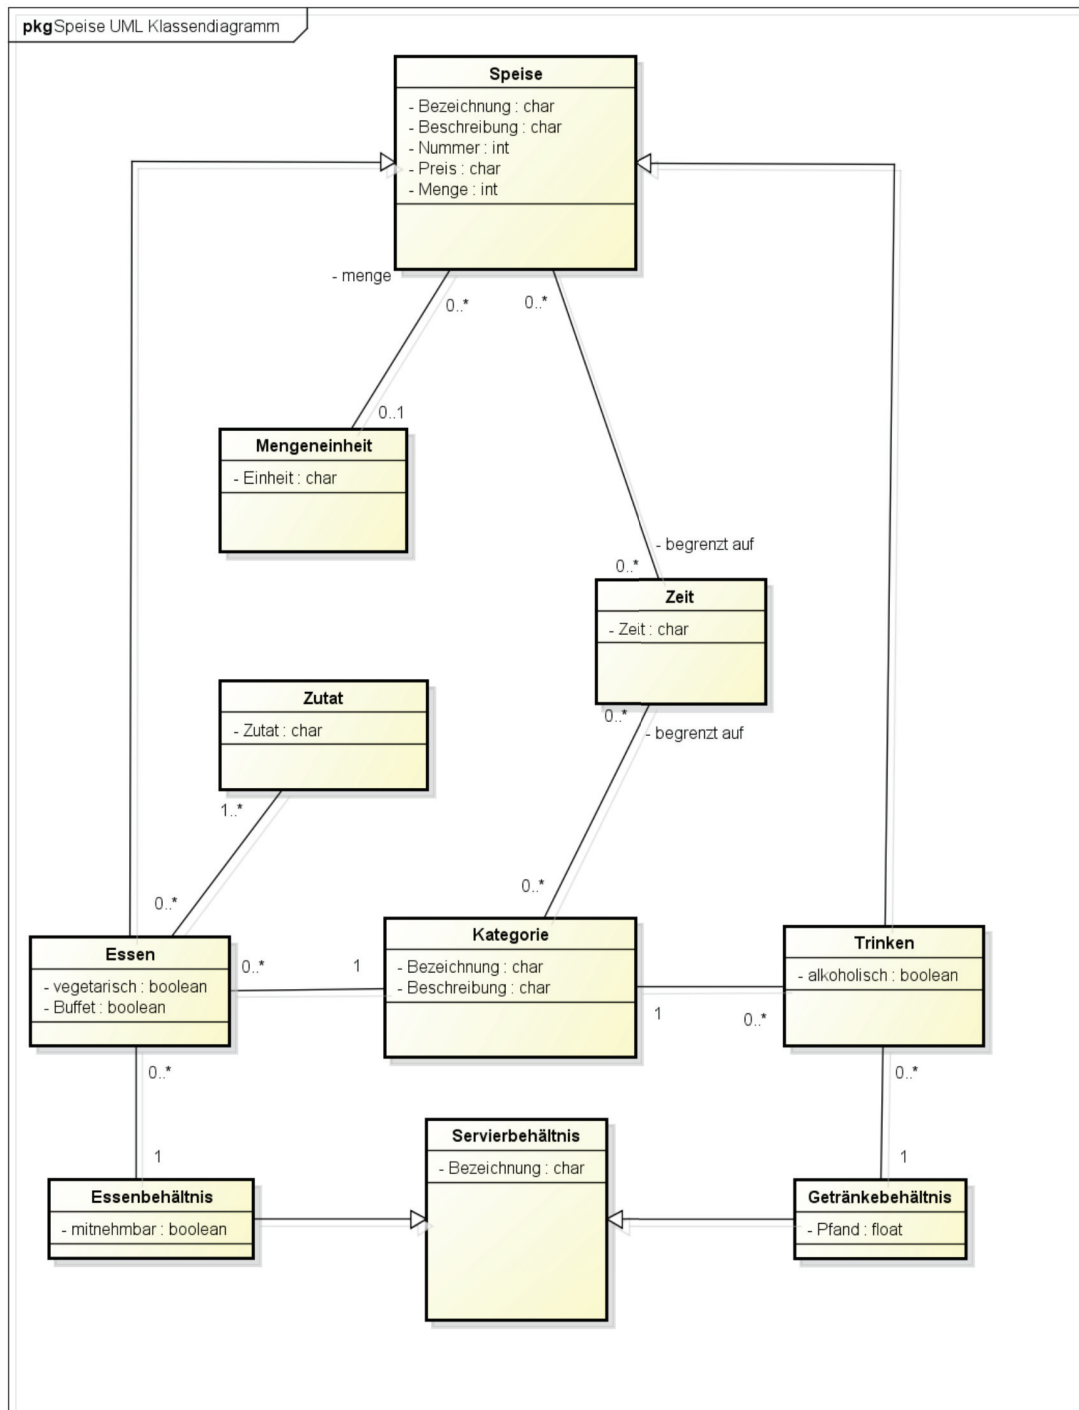 pkg Speise UML Klassendiagramm
Speise
- Bezeichnung : char
- Beschreibung : char
- Nummer : int
- Preis : char
- Menge : int
- menge
0..*
0..*
0..1
Mengeneinheit
- Einheit : char
- begrenzt auf
0..*
Zeit
- Zeit : char
0..*
- begrenzt auf
Zutat
- Zutat : char
1..*
0..*
0..*
Essen
- vegetarisch : boolean
- Buffet : boolean
0..*
1
Kategorie
- Bezeichnung : char
- Beschreibung : char
1
0..*
Trinken
- alkoholisch : boolean
0..*
1
0..*
1
Essenbehältnis
- mitnehmbar : boolean
Servierbehältnis
- Bezeichnung : char
Getränkebehältnis
- Pfand : float